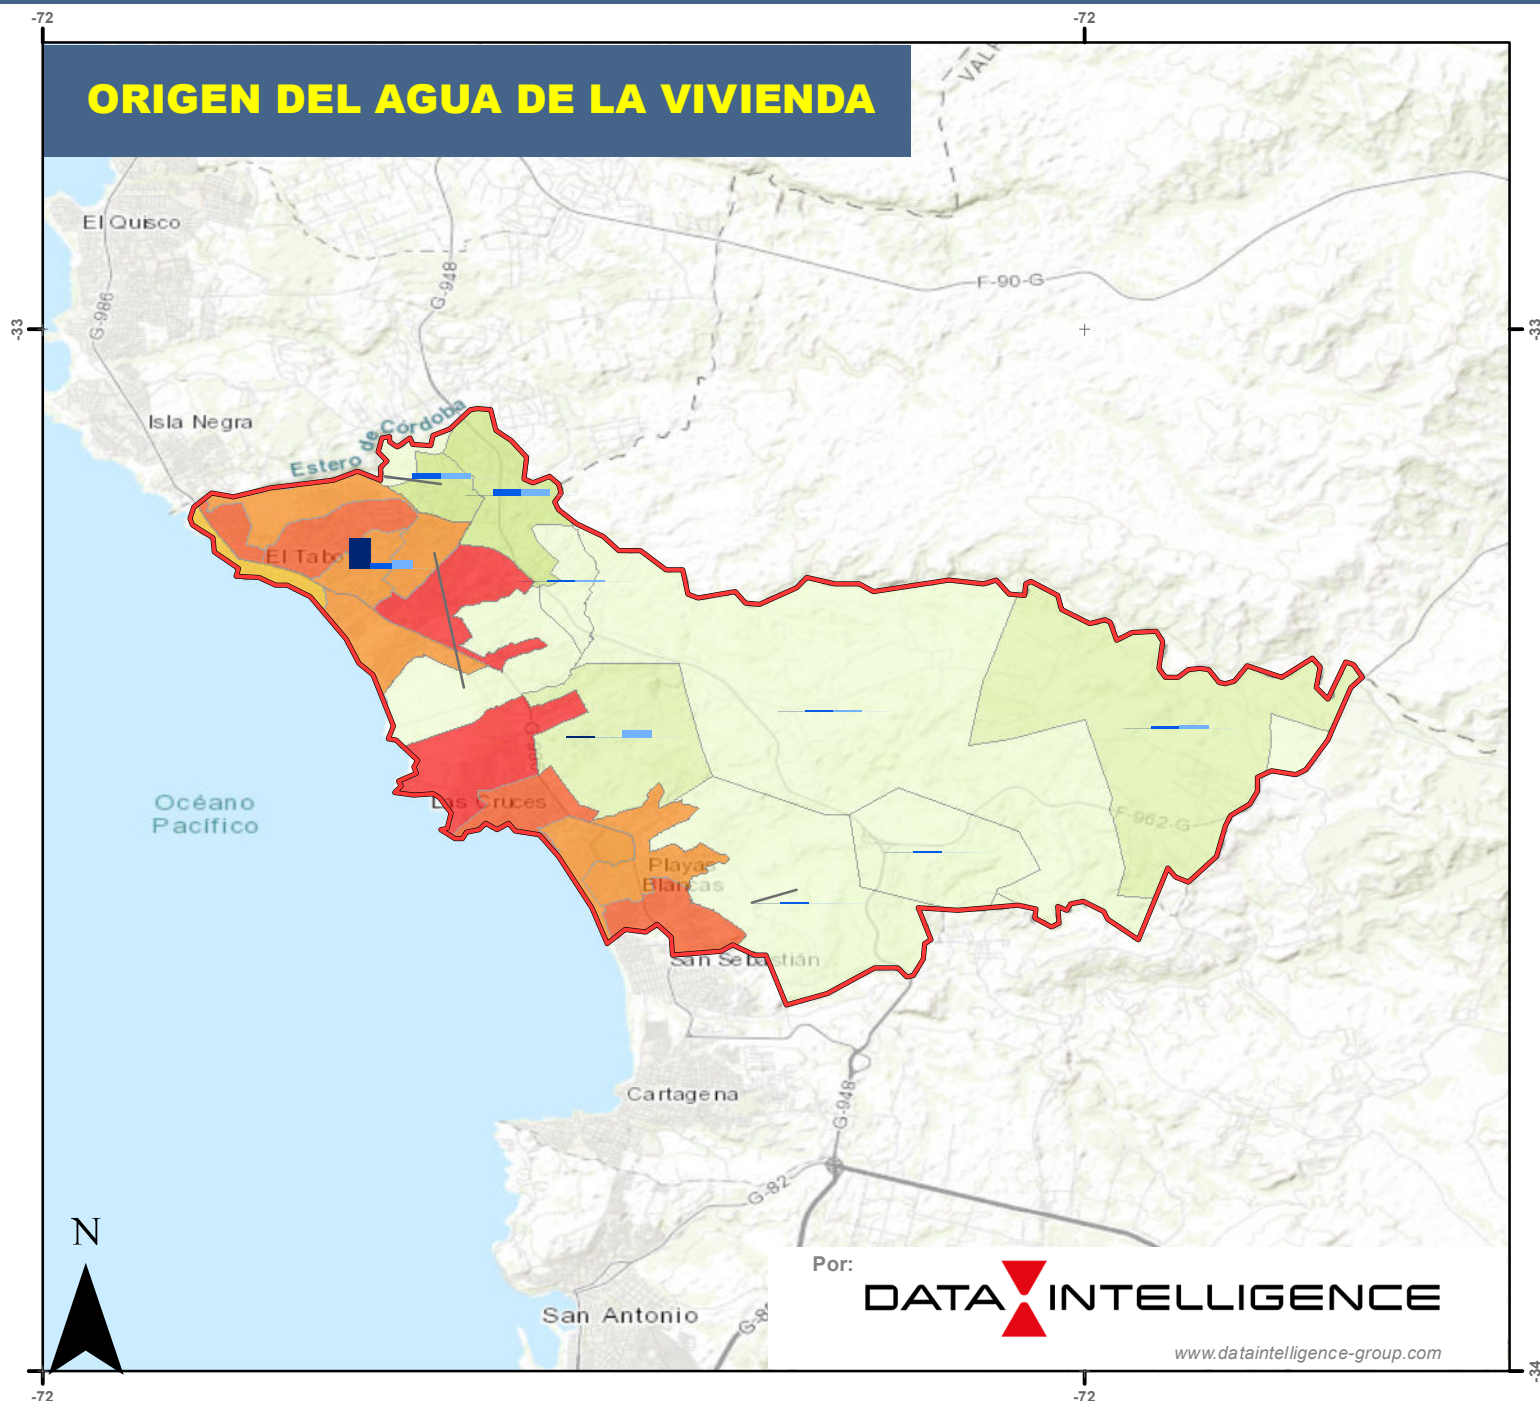 -72
-72
ORIGEN DEL AGUA DE LA VIVIENDA
El Quisco
G-986
G-948
F-90-G
-33
-33
Isla Negra
Estero de Córdoba
El Tabo
Océano
Pacífico
Las Cruces
F-962-G
Playas
Blancas
San Sebastián
Cartagena
G-948
G-82
N
San Antonio
Por:
DATA INTELLIGENCE
www.dataintelligence-group.com
-34
-72
-72